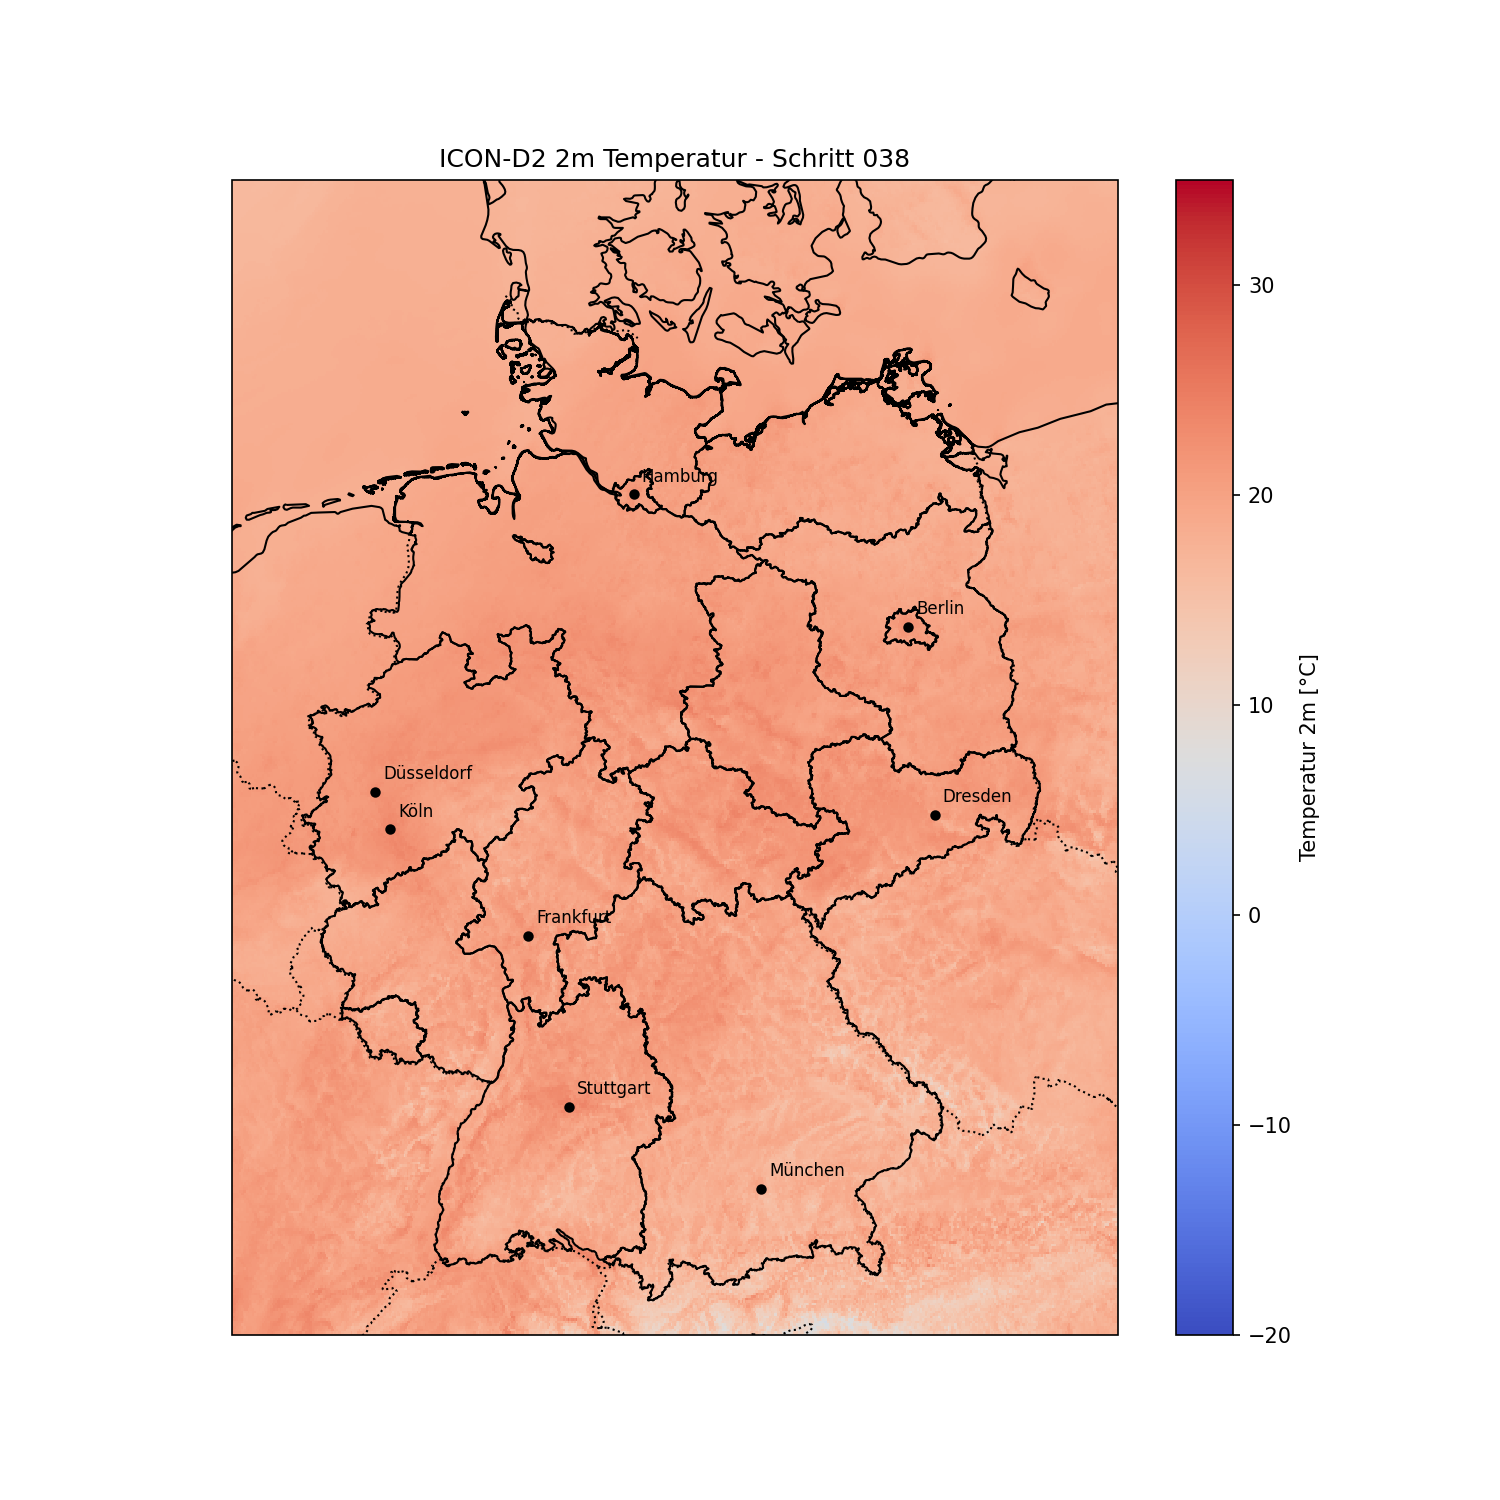 ICON-D2 2m Temperatur - Schritt 038
Hamburg
Berlin
Düsseldorf
Köln
Dresden
Frankfurt
Stuttgart
München
30
20
10
0
−10
−20
Temperatur 2m [°C]